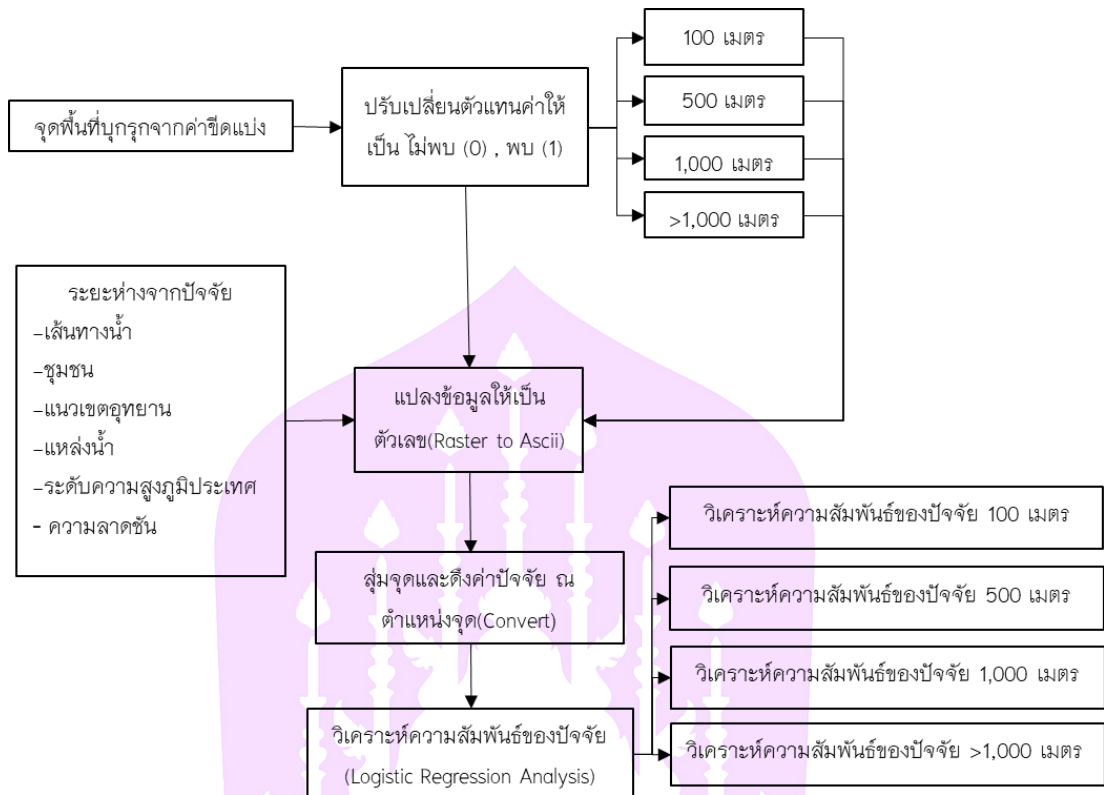 100 เมตร
500 เมตร
1,000 เมตร
>1,000 เมตร
จุดพื้นที่บุกรุกจากค่าขีดแบ่ง
ปรับเปลี่ยนตัวแทนค่าให้
เป็น ไม่พบ (0) , พบ (1)
ระยะห่างจากปัจจัย
-เส้นทางน้ำ
-ชุมชน
-แนวเขตอุทยาน
-แหล่งน้ำ
-ระดับความสูงภูมิประเทศ
- ความลาดชัน
แปลงข้อมูลให้เป็น
ตัวเลข(Raster to Ascii)
สุ่มจุดและดึงค่าปัจจัย ณ
ตำแหน่งจุด(Convert)
วิเคราะห์ความสัมพันธ์ของปัจจัย
(Logistic Regression Analysis)
วิเคราะห์ความสัมพันธ์ของปัจจัย 100 เมตร
วิเคราะห์ความสัมพันธ์ของปัจจัย 500 เมตร
วิเคราะห์ความสัมพันธ์ของปัจจัย 1,000 เมตร
วิเคราะห์ความสัมพันธ์ของปัจจัย >1,000 เมตร